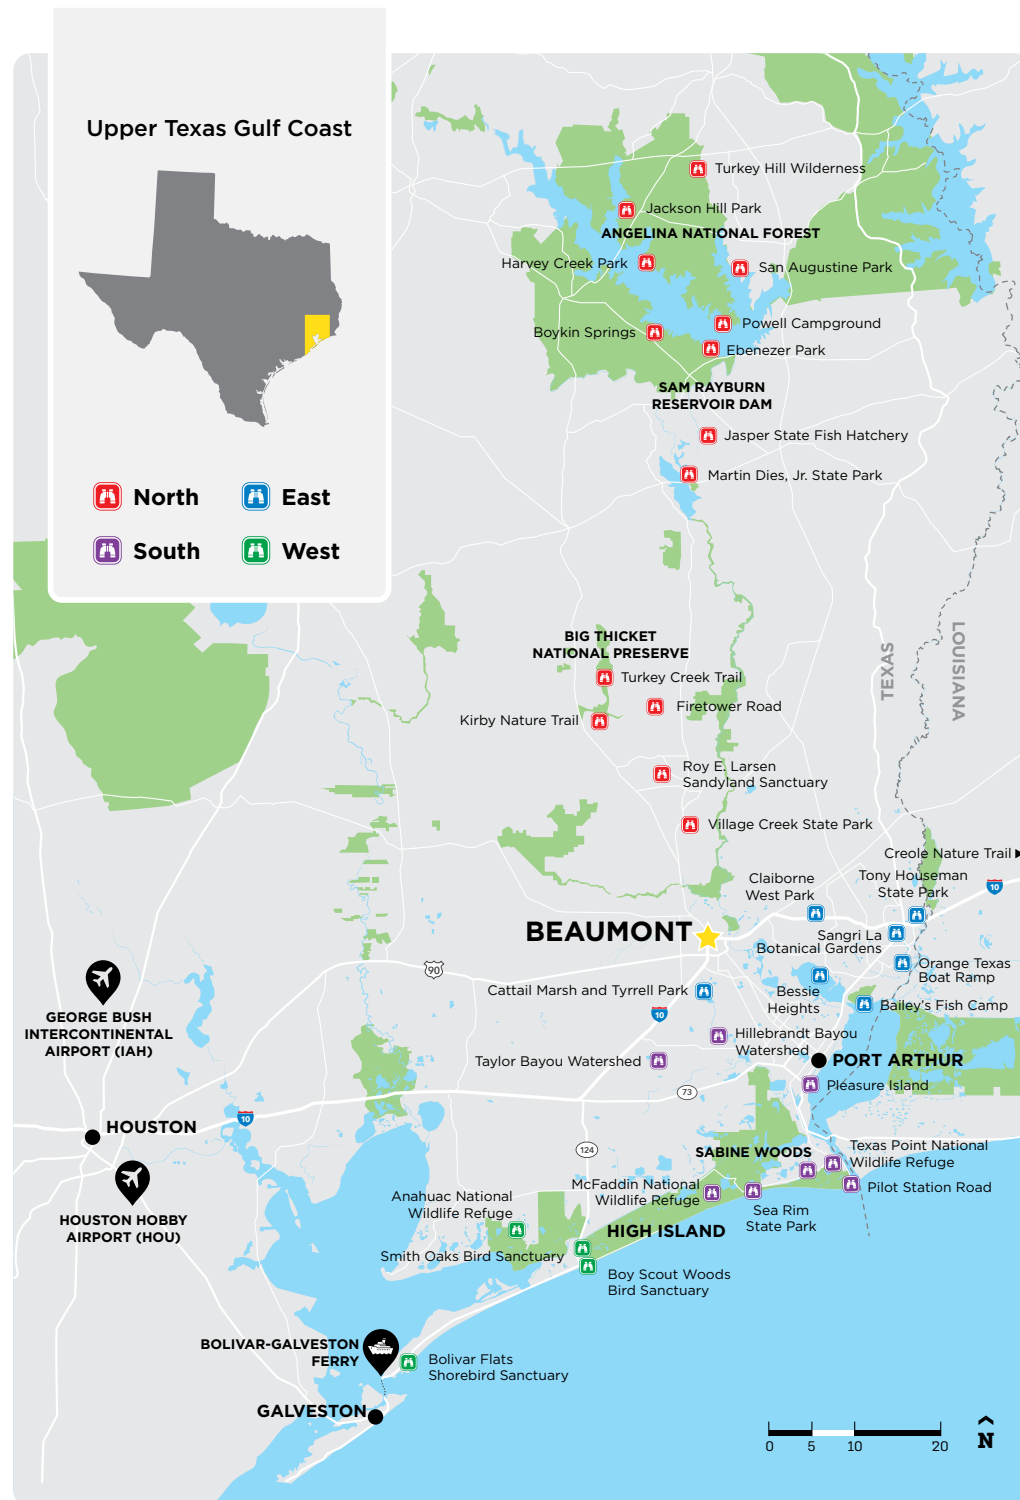 Upper Texas Gulf Coast
North
East
South
West
Turkey Hill Wilderness
Jackson Hill Park
ANGELINA NATIONAL FOREST
Harvey Creek Park
San Augustine Park
Powell Campground
Boykin Springs
Ebenezer Park
SAM RAYBURN
RESERVOIR DAM
Jasper State Fish Hatchery
Martin Dies, Jr. State Park
BIG THICKET
NATIONAL PRESERVE
TEXAS
LOUISIANA
Turkey Creek Trail
Firetower Road
Kirby Nature Trail
Roy E. Larsen
Sandyland Sanctuary
Village Creek State Park
Creole Nature Trail
Claiborne
West Park
Tony Houseman
State Park
10
BEAUMONT
Sangri La
Botanical Gardens
Orange Texas
Boat Ramp
90
Cattail Marsh and Tyrrell Park
Bessie
Heights
Bailey's Fish Camp
10
GEORGE BUSH
INTERCONTINENTAL
AIRPORT (IAH)
Hillebrandt Bayou
Watershed
Taylor Bayou Watershed
PORT ARTHUR
Pleasure Island
73
10
HOUSTON
124
SABINE WOODS
Texas Point National
Wildlife Refuge
McFaddin National
Wildlife Refuge
Pilot Station Road
Sea Rim
State Park
HOUSTON HOBBY
AIRPORT (HOU)
Anahuac National
Wildlife Refuge
HIGH ISLAND
Smith Oaks Bird Sanctuary
Boy Scout Woods
Bird Sanctuary
BOLIVAR-GALVESTON
FERRY
Bolivar Flats
Shorebird Sanctuary
GALVESTON
0 5 10 20
N